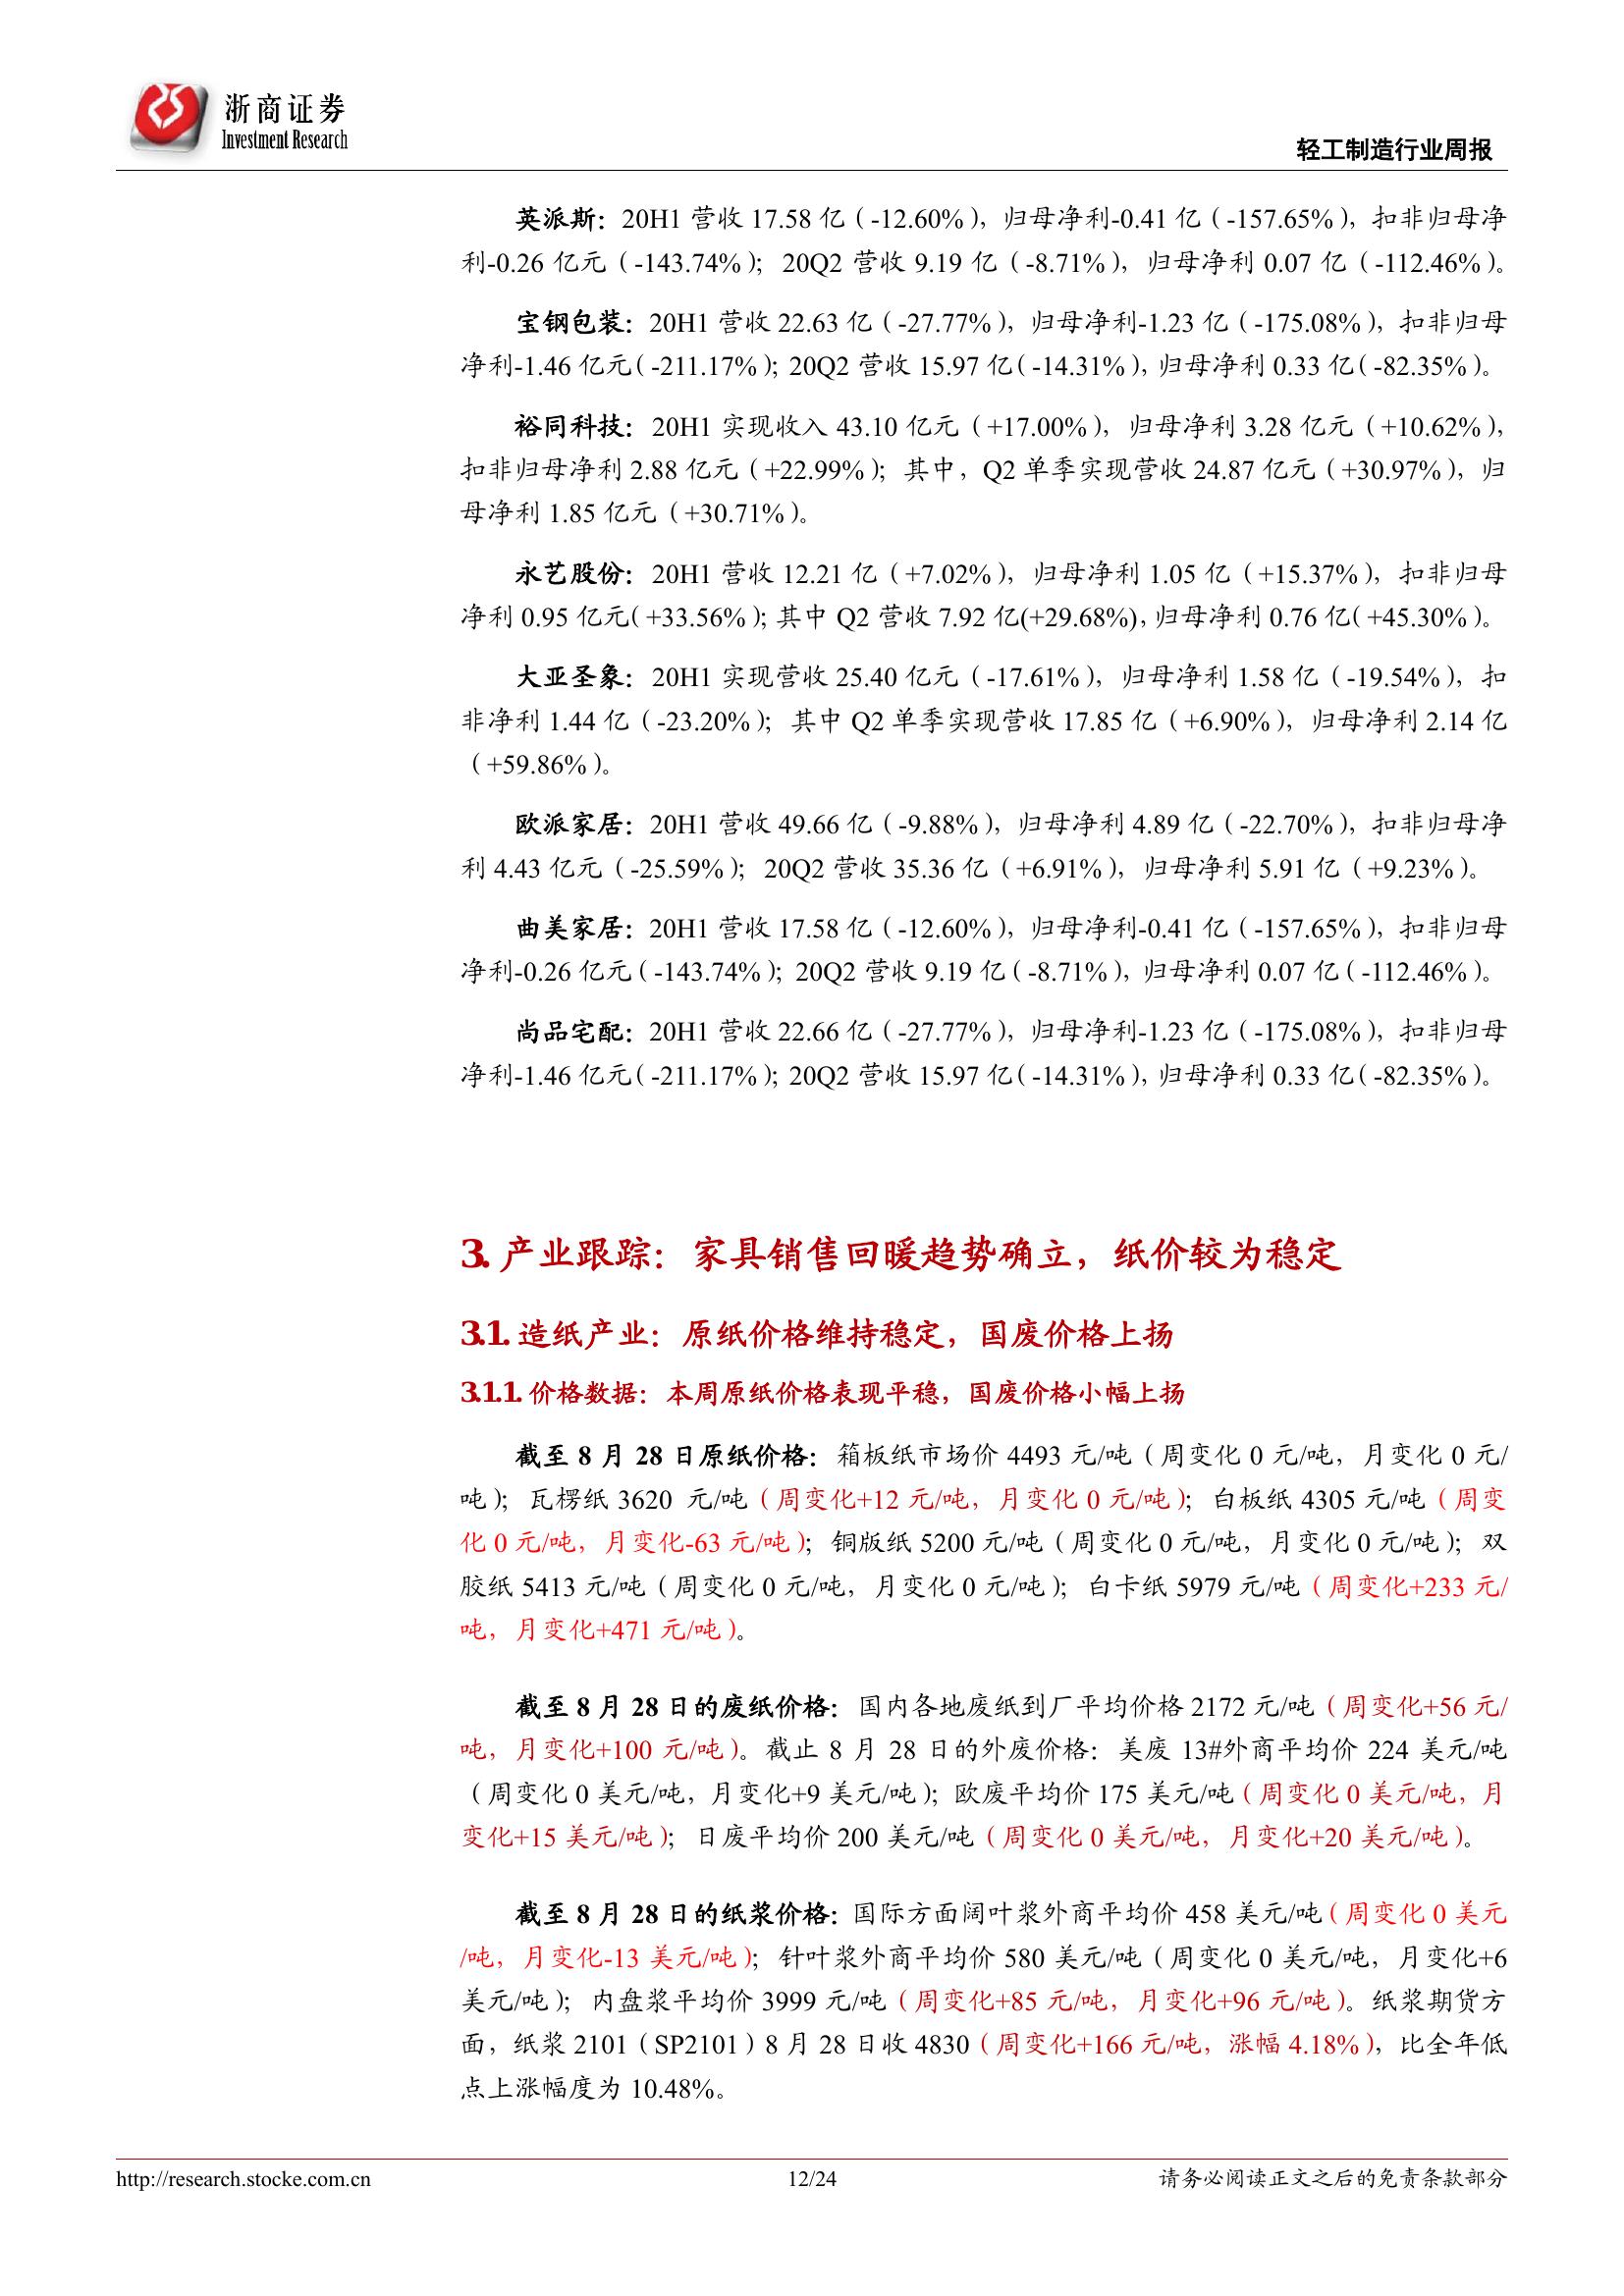 浙商证券
Investment Research
轻工制造行业周报
英派斯：20H1 营收 17.58 亿（-12.60%），归母净利-0.41 亿（-157.65%），扣非归母净
利-0.26 亿元（-143.74%）；20Q2 营收 9.19 亿（-8.71%），归母净利 0.07 亿（-112.46%）。
宝钢包装：20H1 营收 22.63 亿（-27.77%），归母净利-1.23 亿（-175.08%），扣非归母
净利-1.46 亿元（-211.17%）；20Q2 营收 15.97 亿（-14.31%），归母净利 0.33 亿（-82.35%）。
裕同科技：20H1 实现收入 43.10 亿元（+17.00%），归母净利 3.28 亿元（+10.62%），
扣非归母净利 2.88 亿元（+22.99%）；其中，Q2 单季实现营收 24.87 亿元（+30.97%），归
母净利 1.85 亿元（+30.71%）。
永艺股份：20H1 营收 12.21 亿（+7.02%），归母净利 1.05 亿（+15.37%），扣非归母
净利 0.95 亿元（+33.56%）；其中 Q2 营收 7.92 亿(+29.68%)，归母净利 0.76 亿（+45.30%）。
大亚圣象：20H1 实现营收 25.40 亿元（-17.61%），归母净利 1.58 亿（-19.54%），扣
非净利 1.44 亿（-23.20%）；其中 Q2 单季实现营收 17.85 亿（+6.90%），归母净利 2.14 亿
（+59.86%）。
欧派家居：20H1 营收 49.66 亿（-9.88%），归母净利 4.89 亿（-22.70%），扣非归母净
利 4.43 亿元（-25.59%）；20Q2 营收 35.36 亿（+6.91%），归母净利 5.91 亿（+9.23%）。
曲美家居：20H1 营收 17.58 亿（-12.60%），归母净利-0.41 亿（-157.65%），扣非归母
净利-0.26 亿元（-143.74%）；20Q2 营收 9.19 亿（-8.71%），归母净利 0.07 亿（-112.46%）。
尚品宅配：20H1 营收 22.66 亿（-27.77%），归母净利-1.23 亿（-175.08%），扣非归母
净利-1.46 亿元（-211.17%）；20Q2 营收 15.97 亿（-14.31%），归母净利 0.33 亿（-82.35%）。
3. 产业跟踪：家具销售回暖趋势确立，纸价较为稳定
3.1. 造纸产业：原纸价格维持稳定，国废价格上扬
3.1.1. 价格数据：本周原纸价格表现平稳，国废价格小幅上扬
截至 8 月 28 日原纸价格：箱板纸市场价 4493 元/吨（周变化 0 元/吨，月变化 0 元/
吨）；瓦楞纸 3620 元/吨（周变化+12 元/吨，月变化 0 元/吨）；白板纸 4305 元/吨（周变
化 0 元/吨，月变化-63 元/吨）；铜版纸 5200 元/吨（周变化 0 元/吨，月变化 0 元/吨）；双
胶纸 5413 元/吨（周变化 0 元/吨，月变化 0 元/吨）；白卡纸 5979 元/吨（周变化+233 元/
吨，月变化+471 元/吨）。
截至 8 月 28 日的废纸价格：国内各地废纸到厂平均价格 2172 元/吨（周变化+56 元/
吨，月变化+100 元/吨）。截止 8 月 28 日的外废价格：美废 13#外商平均价 224 美元/吨
（周变化 0 美元/吨，月变化+9 美元/吨）；欧废平均价 175 美元/吨（周变化 0 美元/吨，月
变化+15 美元/吨）；日废平均价 200 美元/吨（周变化 0 美元/吨，月变化+20 美元/吨）。
截至 8 月 28 日的纸浆价格：国际方面阔叶浆外商平均价 458 美元/吨（周变化 0 美元
/吨，月变化-13 美元/吨）；针叶浆外商平均价 580 美元/吨（周变化 0 美元/吨，月变化+6
美元/吨）；内盘浆平均价 3999 元/吨（周变化+85 元/吨，月变化+96 元/吨）。纸浆期货方
面，纸浆 2101（SP2101）8 月 28 日收 4830（周变化+166 元/吨，涨幅 4.18%），比全年低
点上涨幅度为 10.48%。
http://research.stocke.com.cn
12/24
请务必阅读正文之后的免责条款部分